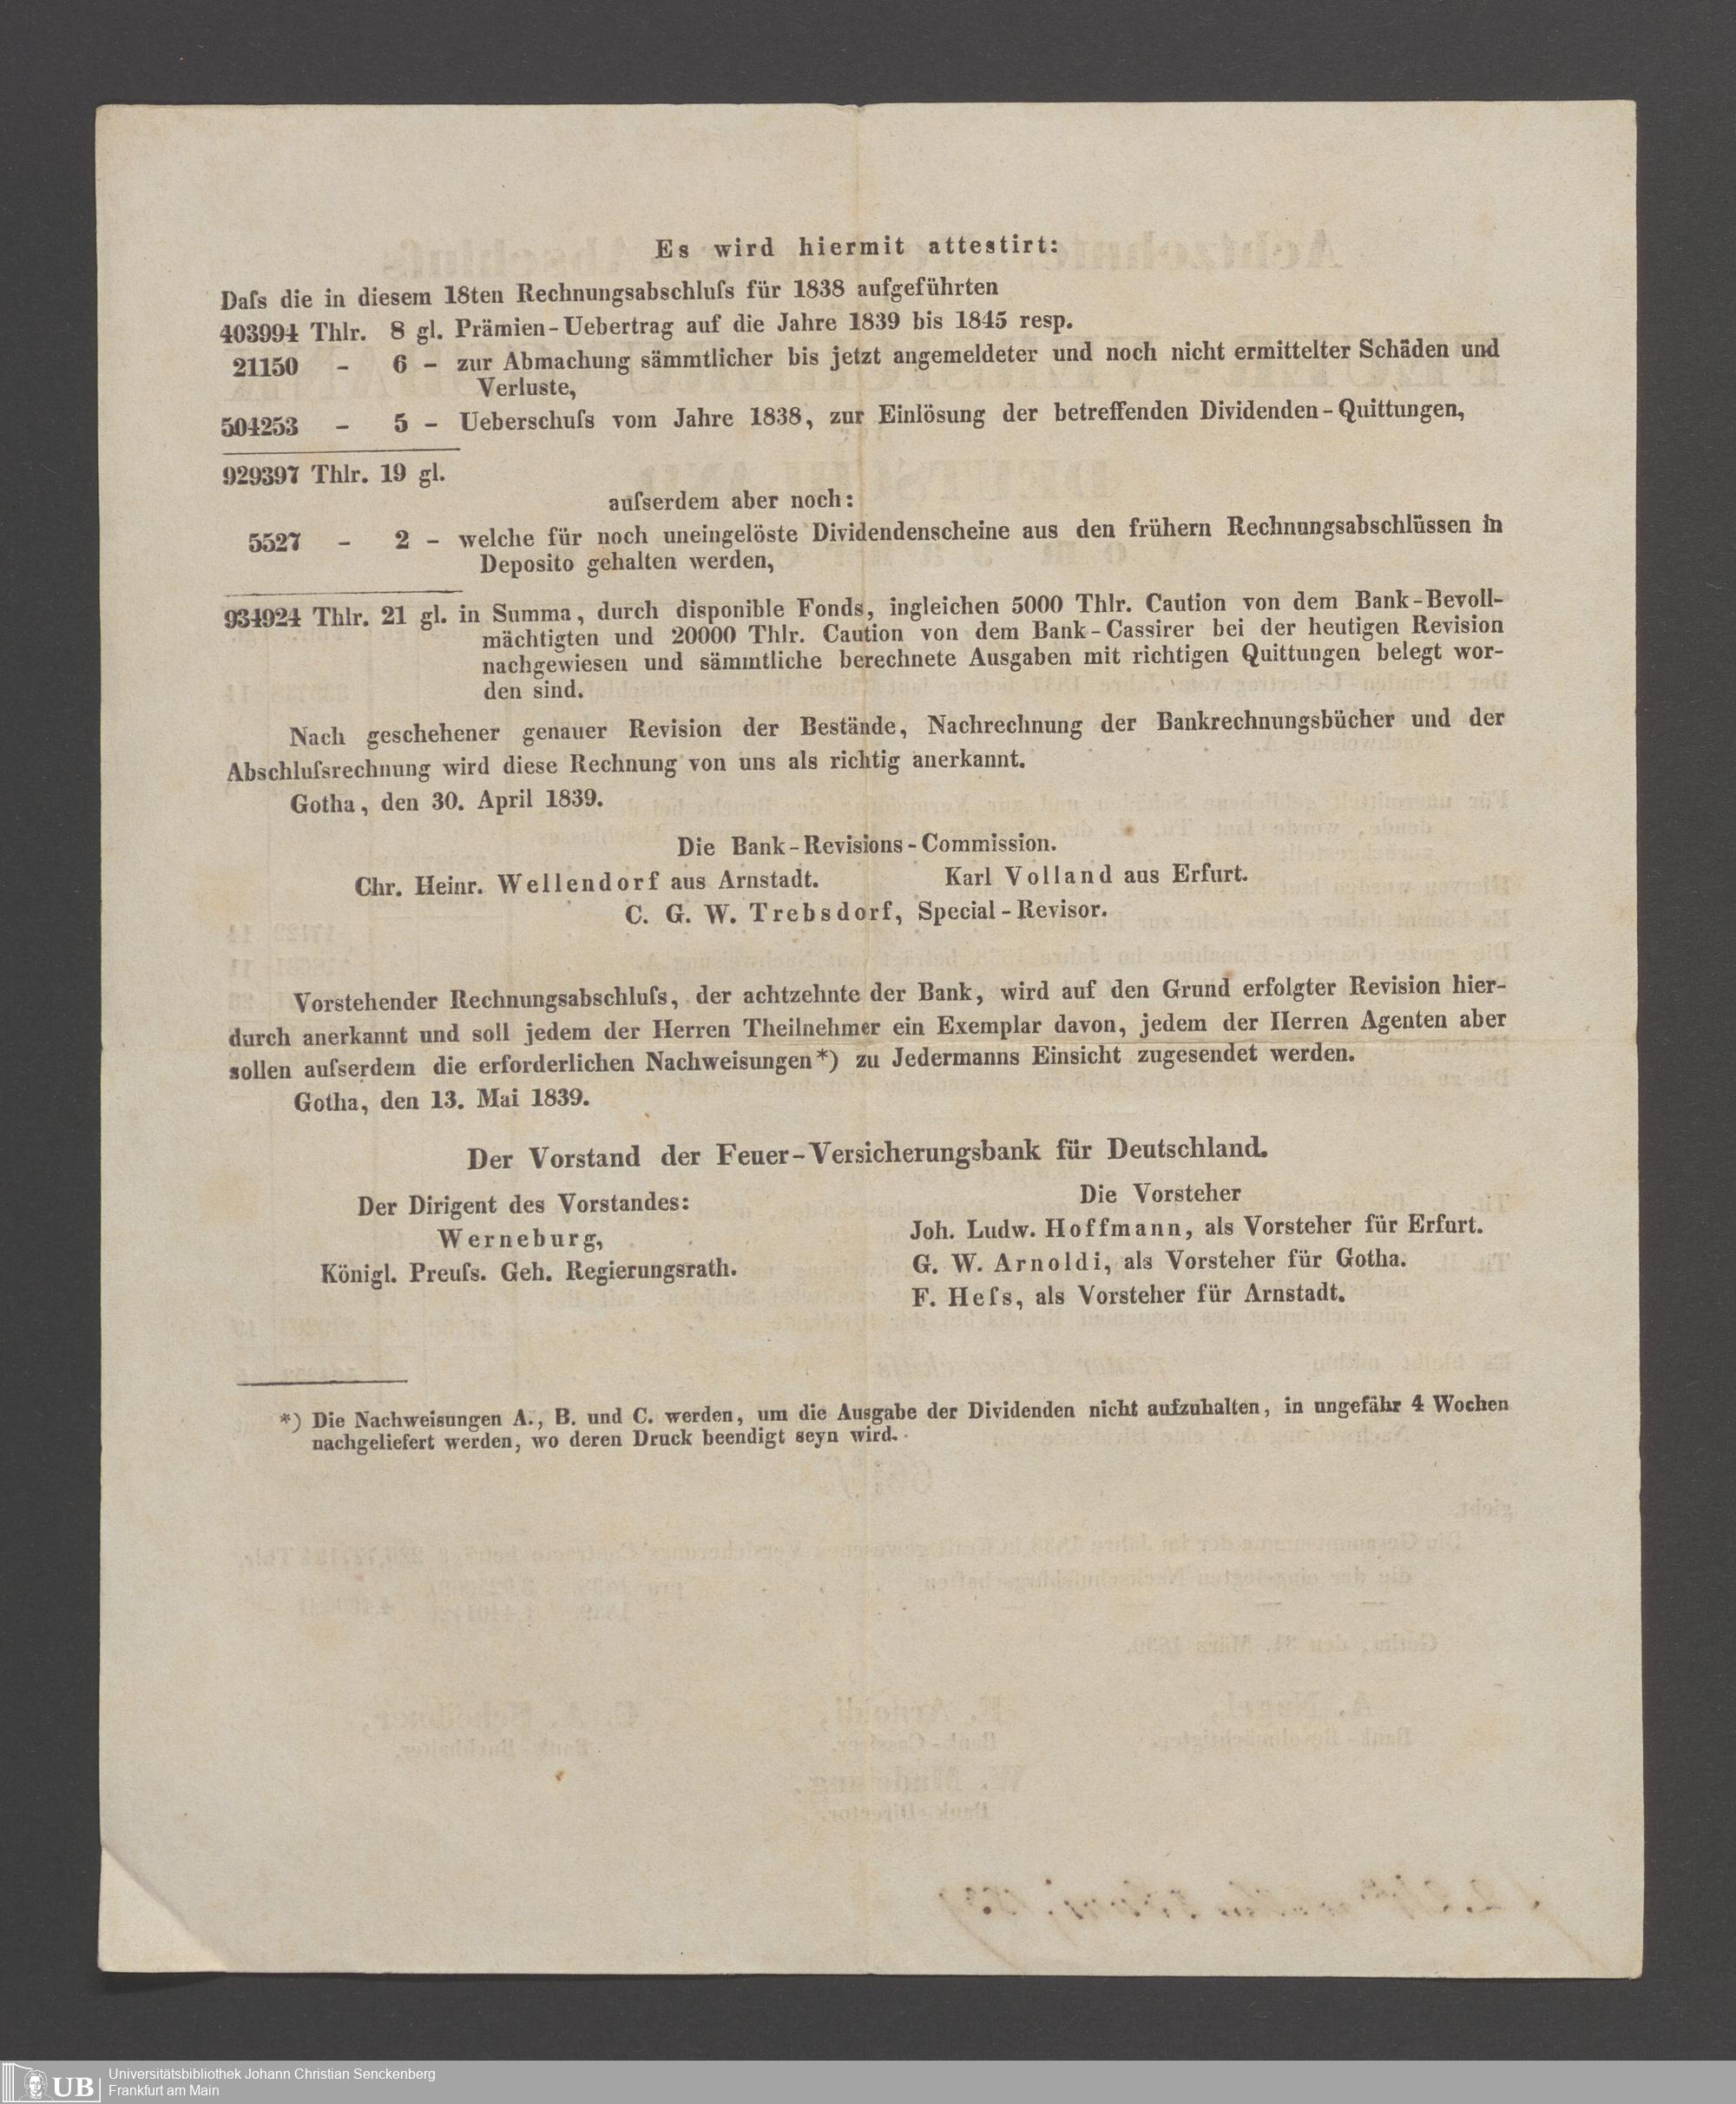 Es wird hiermit attestirt:
Daſs die in diesem 18ten Rechnungsabschluſs für 1838 aufgeführten
403994 Thlr. 8 gl. Prämien-Uebertrag auf die Jahre 1839 bis 1845 resp.
21150 - 6 - zur Abmachung sämmtlicher bis jetzt angemeldeter und noch nicht ermittelter Schäden und
Verluste,
504253 - 5 - Ueberschuſs vom Jahre 1838, zur Einlösung der betreffenden Dividenden-Quittungen,
929397 Thlr. 19 gl.
auſserdem aber noch:
5527 - 2 - welche für noch uneingelöste Dividendenscheine aus den frühern Rechnungsabschlüssen in
Deposito gehalten werden,
934924 Thlr. 21 gl. in Summa, durch disponible Fonds, ingleichen 5000 Thlr. Caution von dem Bank-Bevoll-
mächtigten und 20000 Thlr. Caution von dem Bank-Cassirer bei der heutigen Revision
nachgewiesen und sämmtliche berechnete Ausgaben mit richtigen Quittungen belegt wor-
den sind.
Nach geschehener genauer Revision der Bestände, Nachrechnung der Bankrechnungsbücher und der
Abschluſsrechnung wird diese Rechnung von uns als richtig anerkannt.
Gotha, den 30. April 1839.
Die Bank-Revisions-Commission.
Chr. Heinr. Wellendorf aus Arnstadt. Karl Volland aus Erfurt.
C. G. W. Trebsdorf, Special-Revisor.
Vorstehender Rechnungsabschluſs, der achtzehnte der Bank, wird auf den Grund erfolgter Revision hier-
durch anerkannt und soll jedem der Herren Theilnehmer ein Exemplar davon, jedem der Herren Agenten aber
sollen auſserdem die erforderlichen Nachweisungen*) zu Jedermanns Einsicht zugesendet werden.
Gotha, den 13. Mai 1839.
Der Vorstand der Feuer-Versicherungsbank für Deutschland.
Der Dirigent des Vorstandes:
Werneburg,
Königl. Preuſs. Geh. Regierungsrath.
Die Vorsteher
Joh. Ludw. Hoffmann, als Vorsteher für Erfurt.
G. W. Arnoldi, als Vorsteher für Gotha.
F. Heſs, als Vorsteher für Arnstadt.
*) Die Nachweisungen A., B. und C. werden, um die Ausgabe der Dividenden nicht aufzuhalten, in ungefähr 4 Wochen
nachgeliefert werden, wo deren Druck beendigt seyn wird.
UB
Universitätsbibliothek Johann Christian Senckenberg
Frankfurt am Main